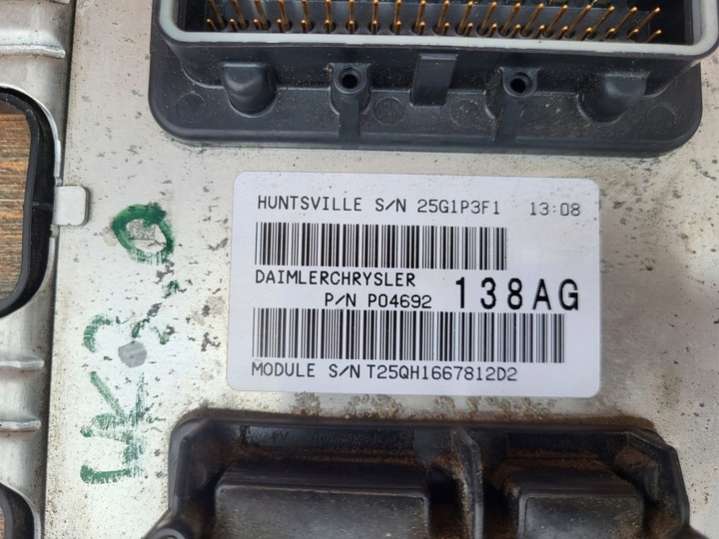 HUNTSVILLE S/N 25G1P3F1 13:08
DAIMLERCHRYSLER
P/N P04692 138AG
MODULE S/N T25QH1667812D2